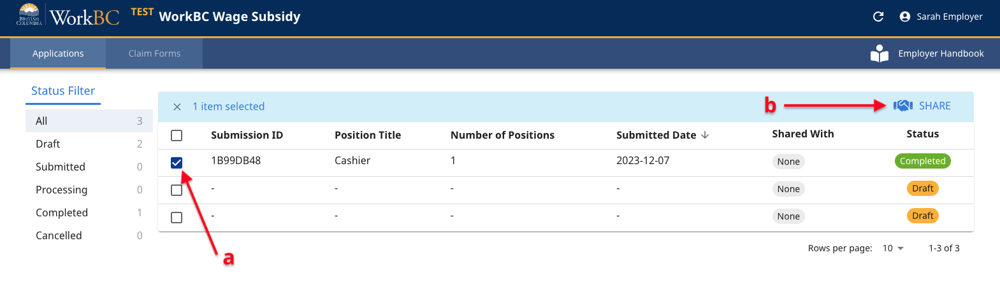 BRITISH
COLUMBIA
WorkBC
TEST
WorkBC Wage Subsidy
Sarah Employer
Applications
Claim Forms
Employer Handbook
Status Filter
All 3
Draft 2
Submitted 0
Processing 0
Completed 1
Cancelled 0
1 item selected
b
SHARE
Submission ID Position Title Number of Positions Submitted Date Shared With Status
1B99DB48 Cashier 1 2023-12-07 None Completed
- - - - None Draft
- - - - None Draft
a
Rows per page: 10 1-3 of 3